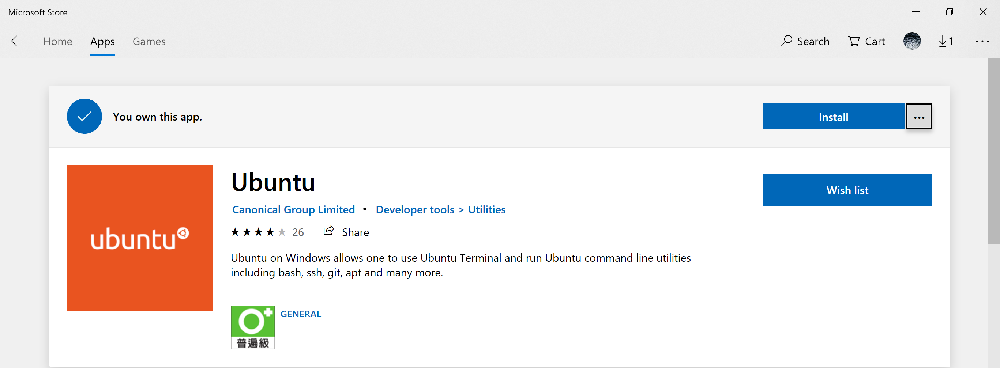 Microsoft Store
Home Apps Games Search Cart 1
You own this app. Install
Ubuntu
Wish list
Canonical Group Limited • Developer tools > Utilities
26 Share
ubuntu
Ubuntu on Windows allows one to use Ubuntu Terminal and run Ubuntu command line utilities
including bash, ssh, git, apt and many more.
GENERAL
普遍級